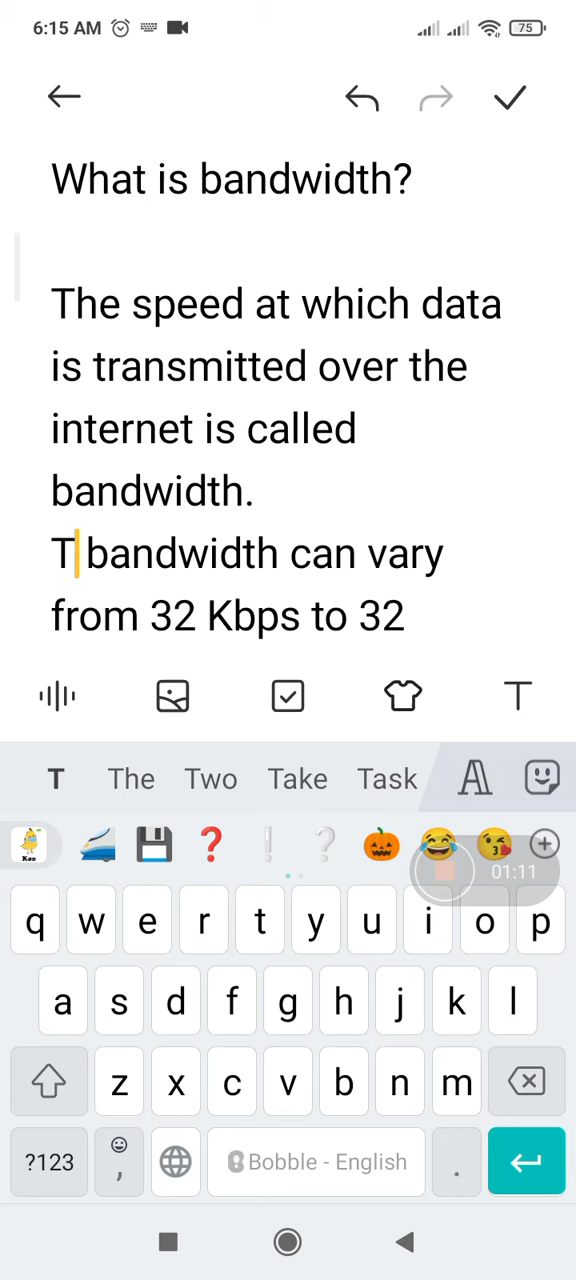 6:15 AM
75
What is bandwidth?
The speed at which data
is transmitted over the
internet is called
bandwidth.
T bandwidth can vary
from 32 Kbps to 32
T
T The Two Take Task A
Koo
01:11
q w e r t y u i o p
a s d f g h j k l
z x c v b n m
?123 , Bobble - English .